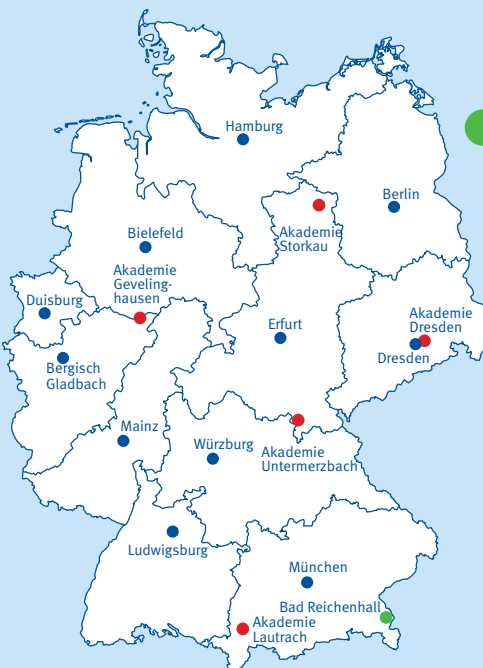 Hamburg
Berlin
Akademie
Storkau
Bielefeld
Akademie
Geveling-
hausen
Duisburg
Erfurt
Akademie
Dresden
Dresden
Bergisch
Gladbach
Mainz
Würzburg
Akademie
Untermerzbach
Ludwigsburg
München
Bad Reichenhall
Akademie
Lautrach